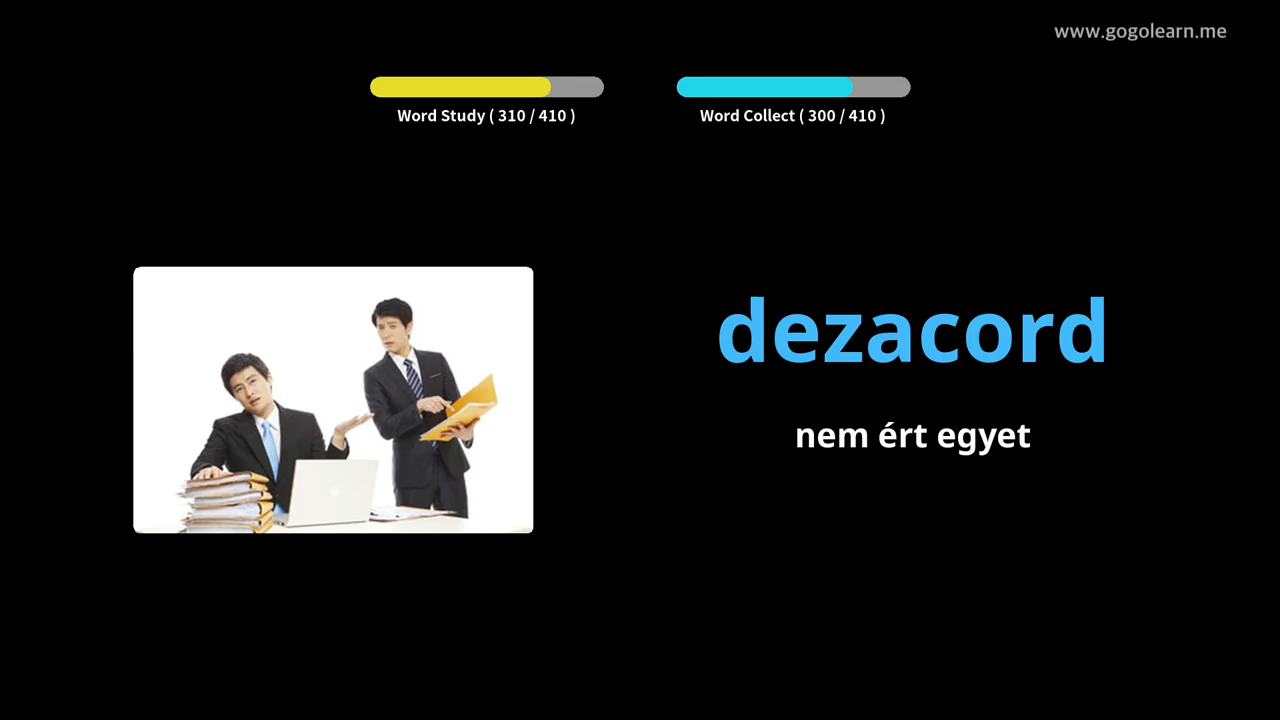 www.gogolearn.me
Word Study ( 310 / 410 )
Word Collect ( 300 / 410 )
dezacord
nem ért egyet